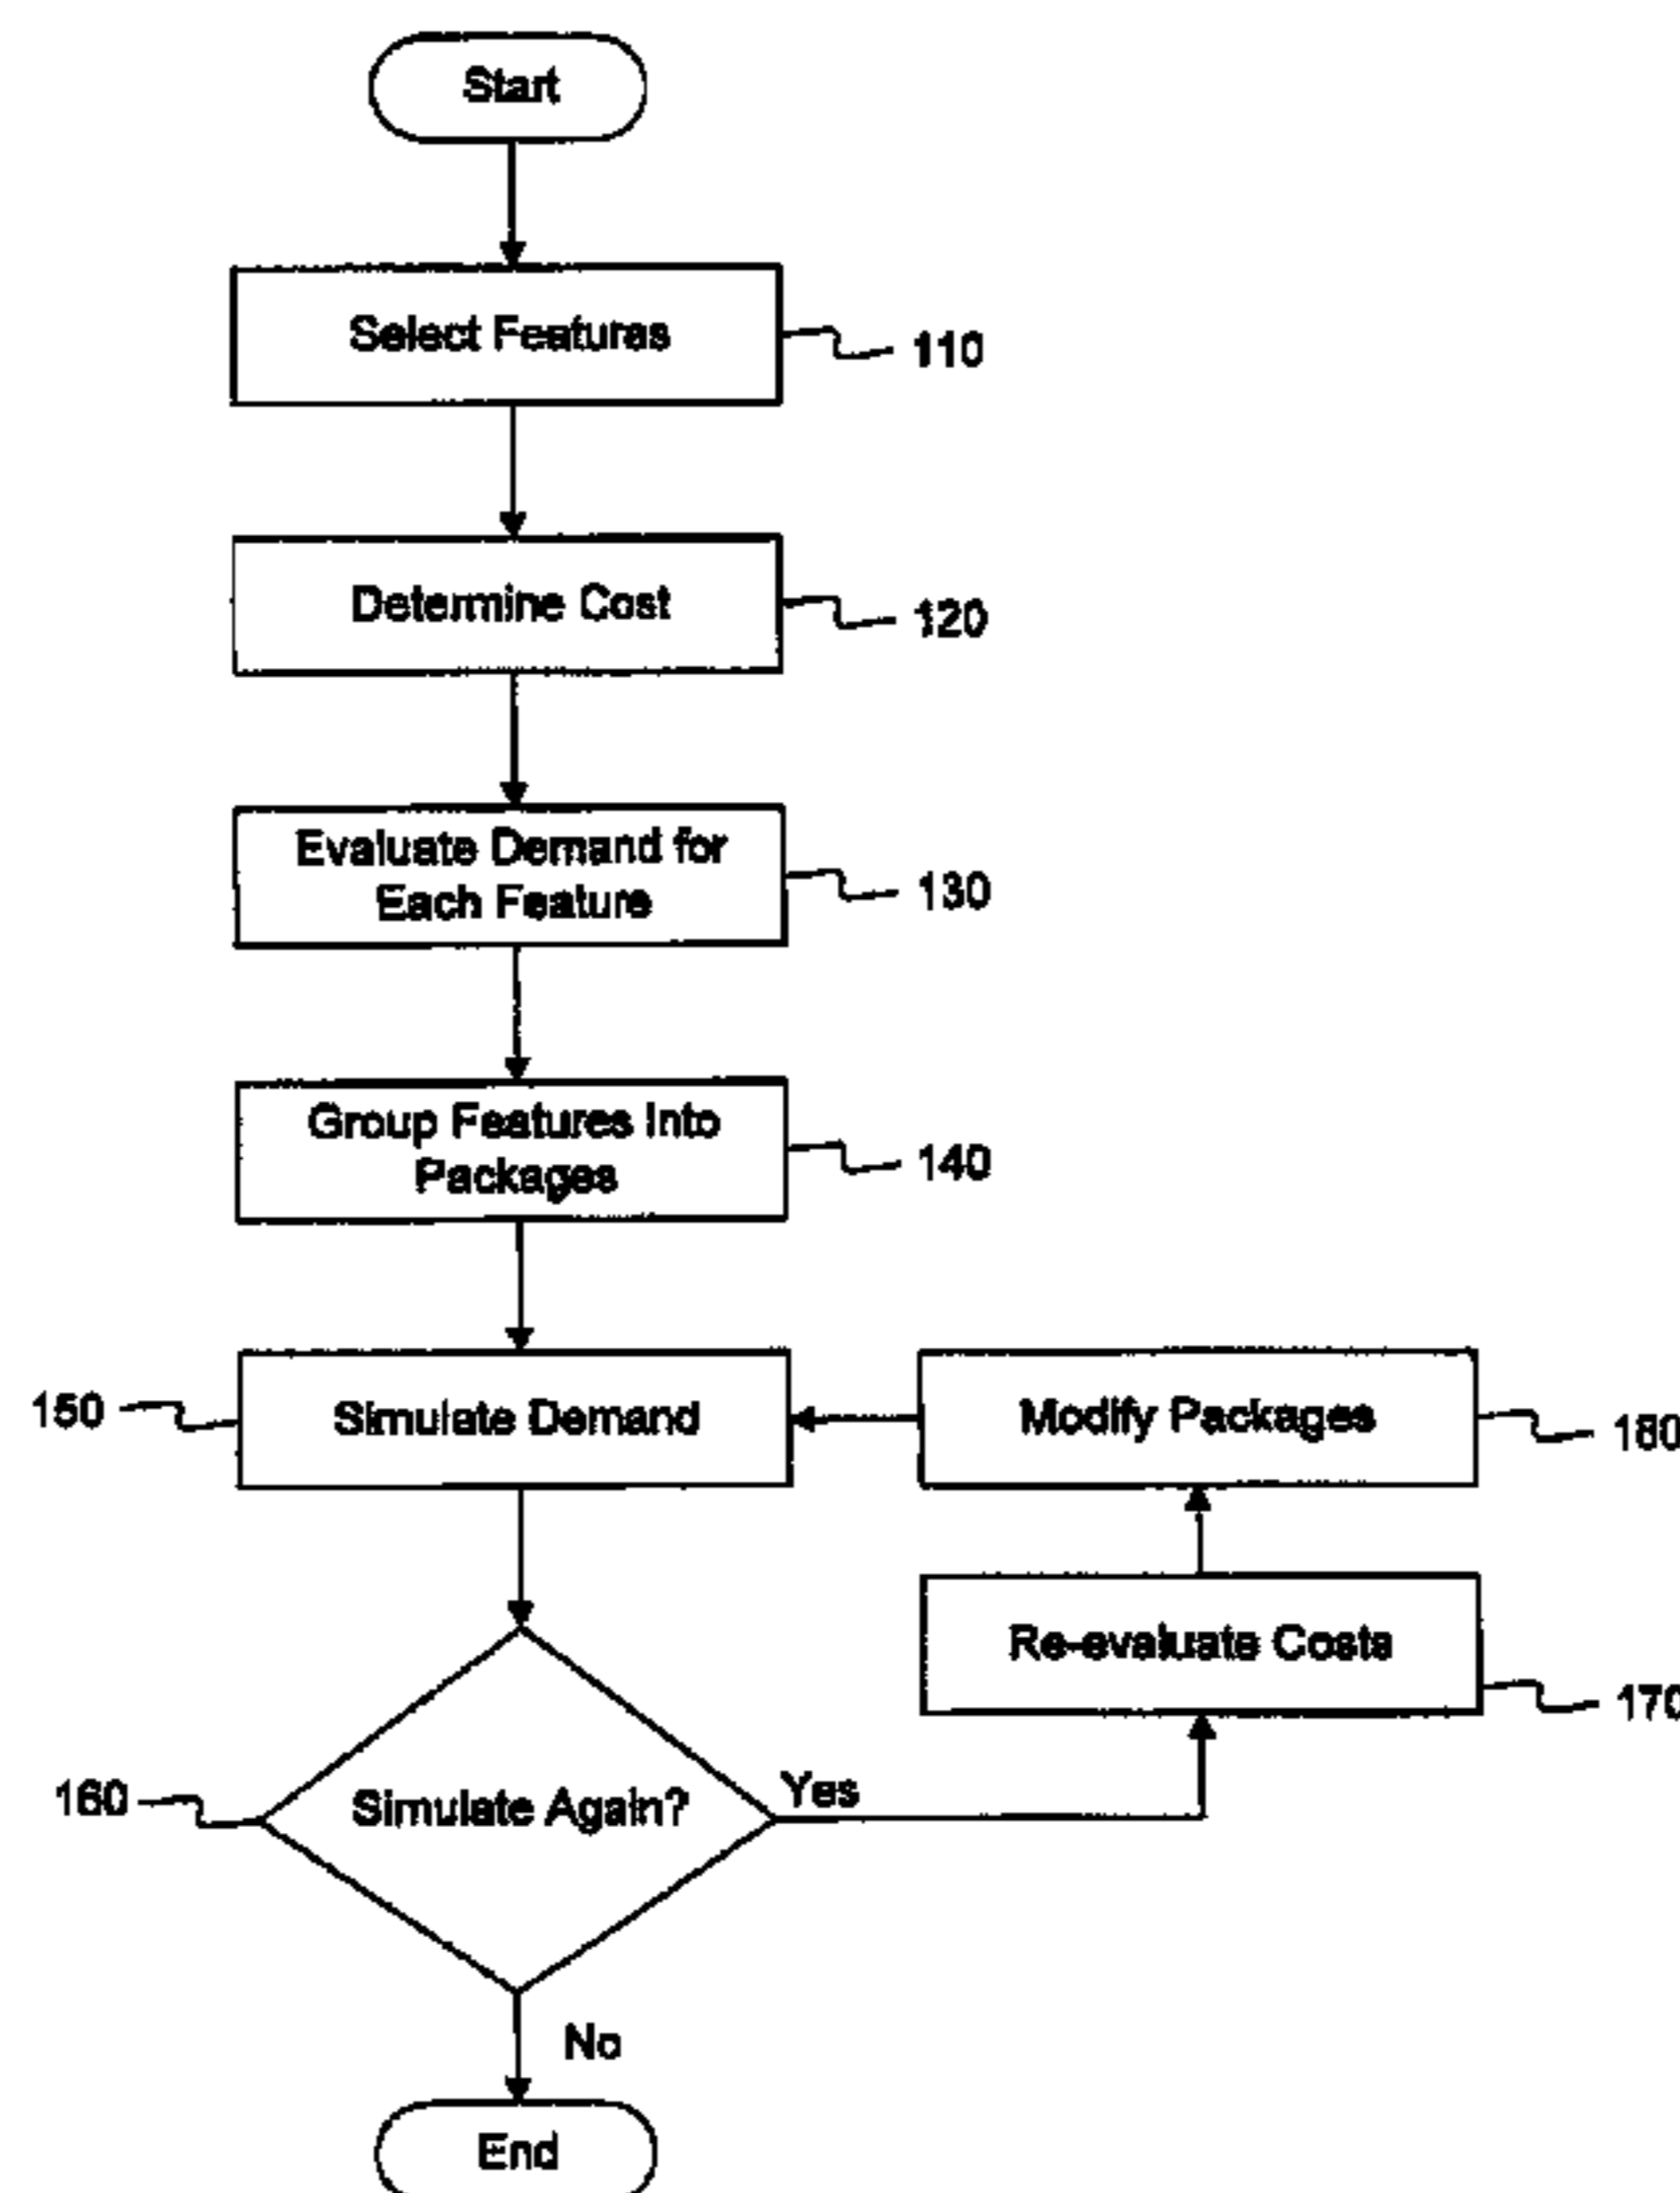 Start
Select Features
110
Determine Cost
120
Evaluate Demand for
Each Feature
130
Group Features Into
Packages
140
150
Simulate Demand
Modify Packages
180
Re-evaluate Costs
170
160
Simulate Again?
Yes
No
End